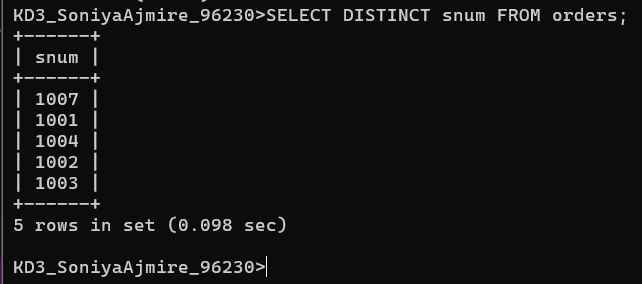 KD3_SoniyaAjmire_96230>SELECT DISTINCT snum FROM orders;
+------+
| snum |
+------+
| 1007 |
| 1001 |
| 1004 |
| 1002 |
| 1003 |
+------+
5 rows in set (0.098 sec)
KD3_SoniyaAjmire_96230>